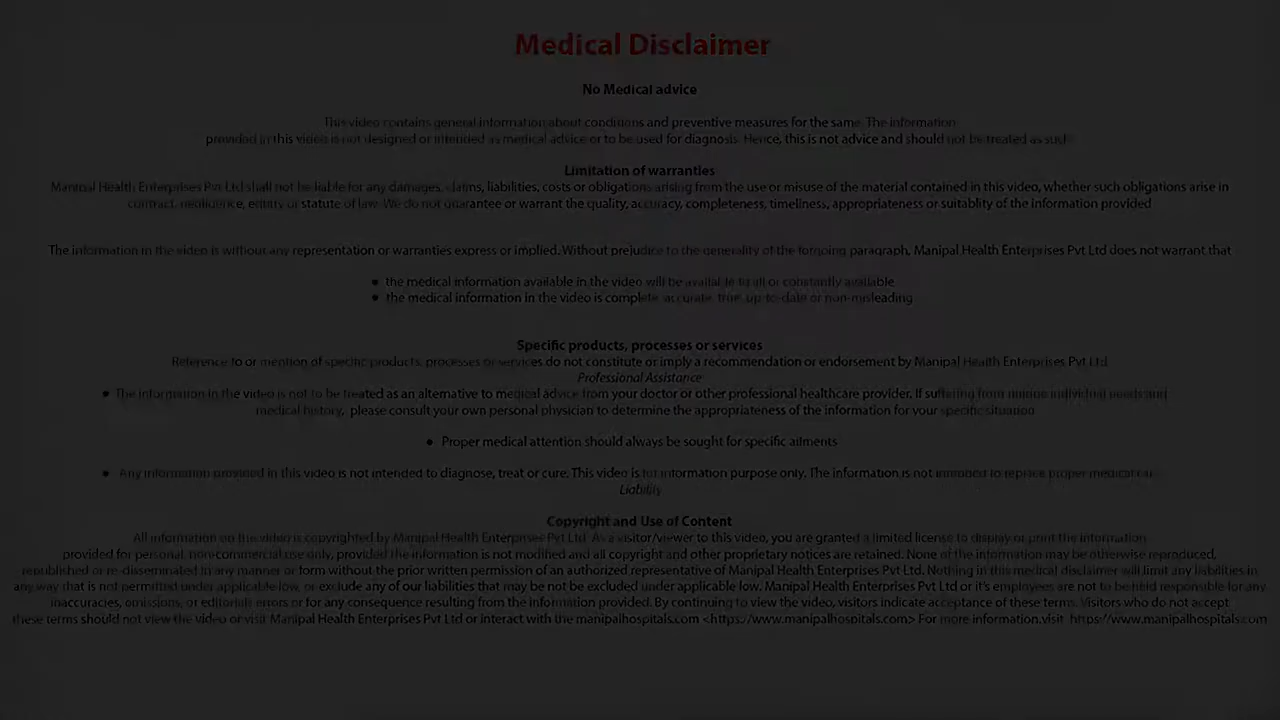 Medical Disclaimer
No Medical advice
This video contains general information about conditions and preventive measures for the same. The information
provided in this video is not designed or intended as medical advice or to be used for diagnosis. Hence, this is not advice and should not be treated as such
Limitation of warranties
Manipal Health Enterprises Pvt Ltd shall not be liable for any damages, claims, liabilities, costs or obligations arising from the use or misuse of the material contained in this video, whether such obligations arise in
contract, negligence, equity or statute of law. We do not guarantee or warrant the quality, accuracy, completeness, timeliness, appropriateness or suitablity of the information provided
The information in the video is without any representation or warranties express or implied. Without prejudice to the generality of the forgoing paragraph, Manipal Health Enterprises Pvt Ltd does not warrant that
● the medical information available in the video will be available to all or constantly available
● the medical information in the video is complete, accurate, true, up-to-date or non-misleading
Specific products, processes or services
Reference to or mention of specific products, processes or services do not constitute or imply a recommendation or endorsement by Manipal Health Enterprises Pvt Ltd
Professional Assistance
● The information in the video is not to be treated as an alternative to medical advice from your doctor or other professional healthcare provider. If suffering from unique individual needs and
medical history, please consult your own personal physician to determine the appropriateness of the information for your specific situation
● Proper medical attention should always be sought for specific ailments
● Any information provided in this video is not intended to diagnose, treat or cure. This video is for information purpose only. The information is not intended to replace proper medical
Liability
Copyright and Use of Content
All information on the video is copyrighted by Manipal Health Enterprises Pvt Ltd. As a visitor/viewer to this video, you are granted a limited license to display or print the information
provided for personal, non-commercial use only, provided the information is not modified and all copyright and other proprietary notices are retained. None of the information may be otherwise reproduced,
republished or re-disseminated in any manner or form without the prior written permission of an authorized representative of Manipal Health Enterprises Pvt Ltd. Nothing in this medical disclaimer will limit any liabilities in
any way that is not permitted under applicable low, or exclude any of our liabilities that may be not be excluded under applicable low. Manipal Health Enterprises Pvt Ltd or it's employees are not to be held responsible for any
inaccuracies, omissions, or editorials errors or for any consequence resulting from the information provided. By continuing to view the video, visitors indicate acceptance of these terms. Visitors who do not accept
these terms should not view the video or visit Manipal Health Enterprises Pvt Ltd or interact with the manipalhospitals.com <https://www.manipalhospitals.com> For more information.visit https://www.manipalhospitals.com